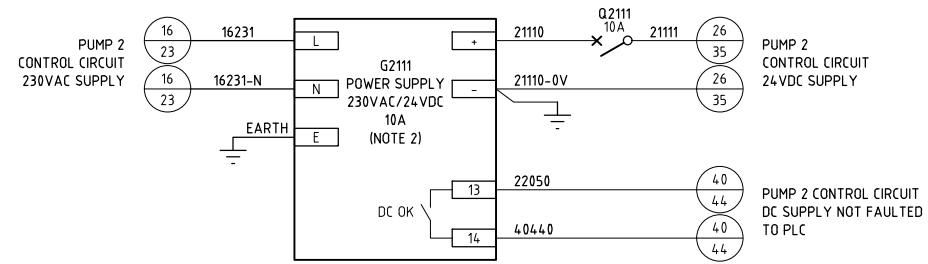 PUMP 2
CONTROL CIRCUIT
230VAC SUPPLY
16
23
16231
L
16
23
16231-N
N
EARTH
E
G2111
POWER SUPPLY
230VAC/24VDC
10A
(NOTE 2)
+
21110
Q2111
10A
21111
26
35
-
21110-0V
26
35
PUMP 2
CONTROL CIRCUIT
24VDC SUPPLY
DC OK
13
22050
40
44
14
40440
40
44
PUMP 2 CONTROL CIRCUIT
DC SUPPLY NOT FAULTED
TO PLC